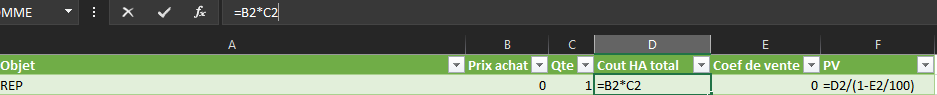 OMME =B2*C2
A B C D E F
Objet Prix achat Qte Cout HA total Coef de vente PV
REP 0 1 =B2*C2 0 =D2/(1-E2/100)